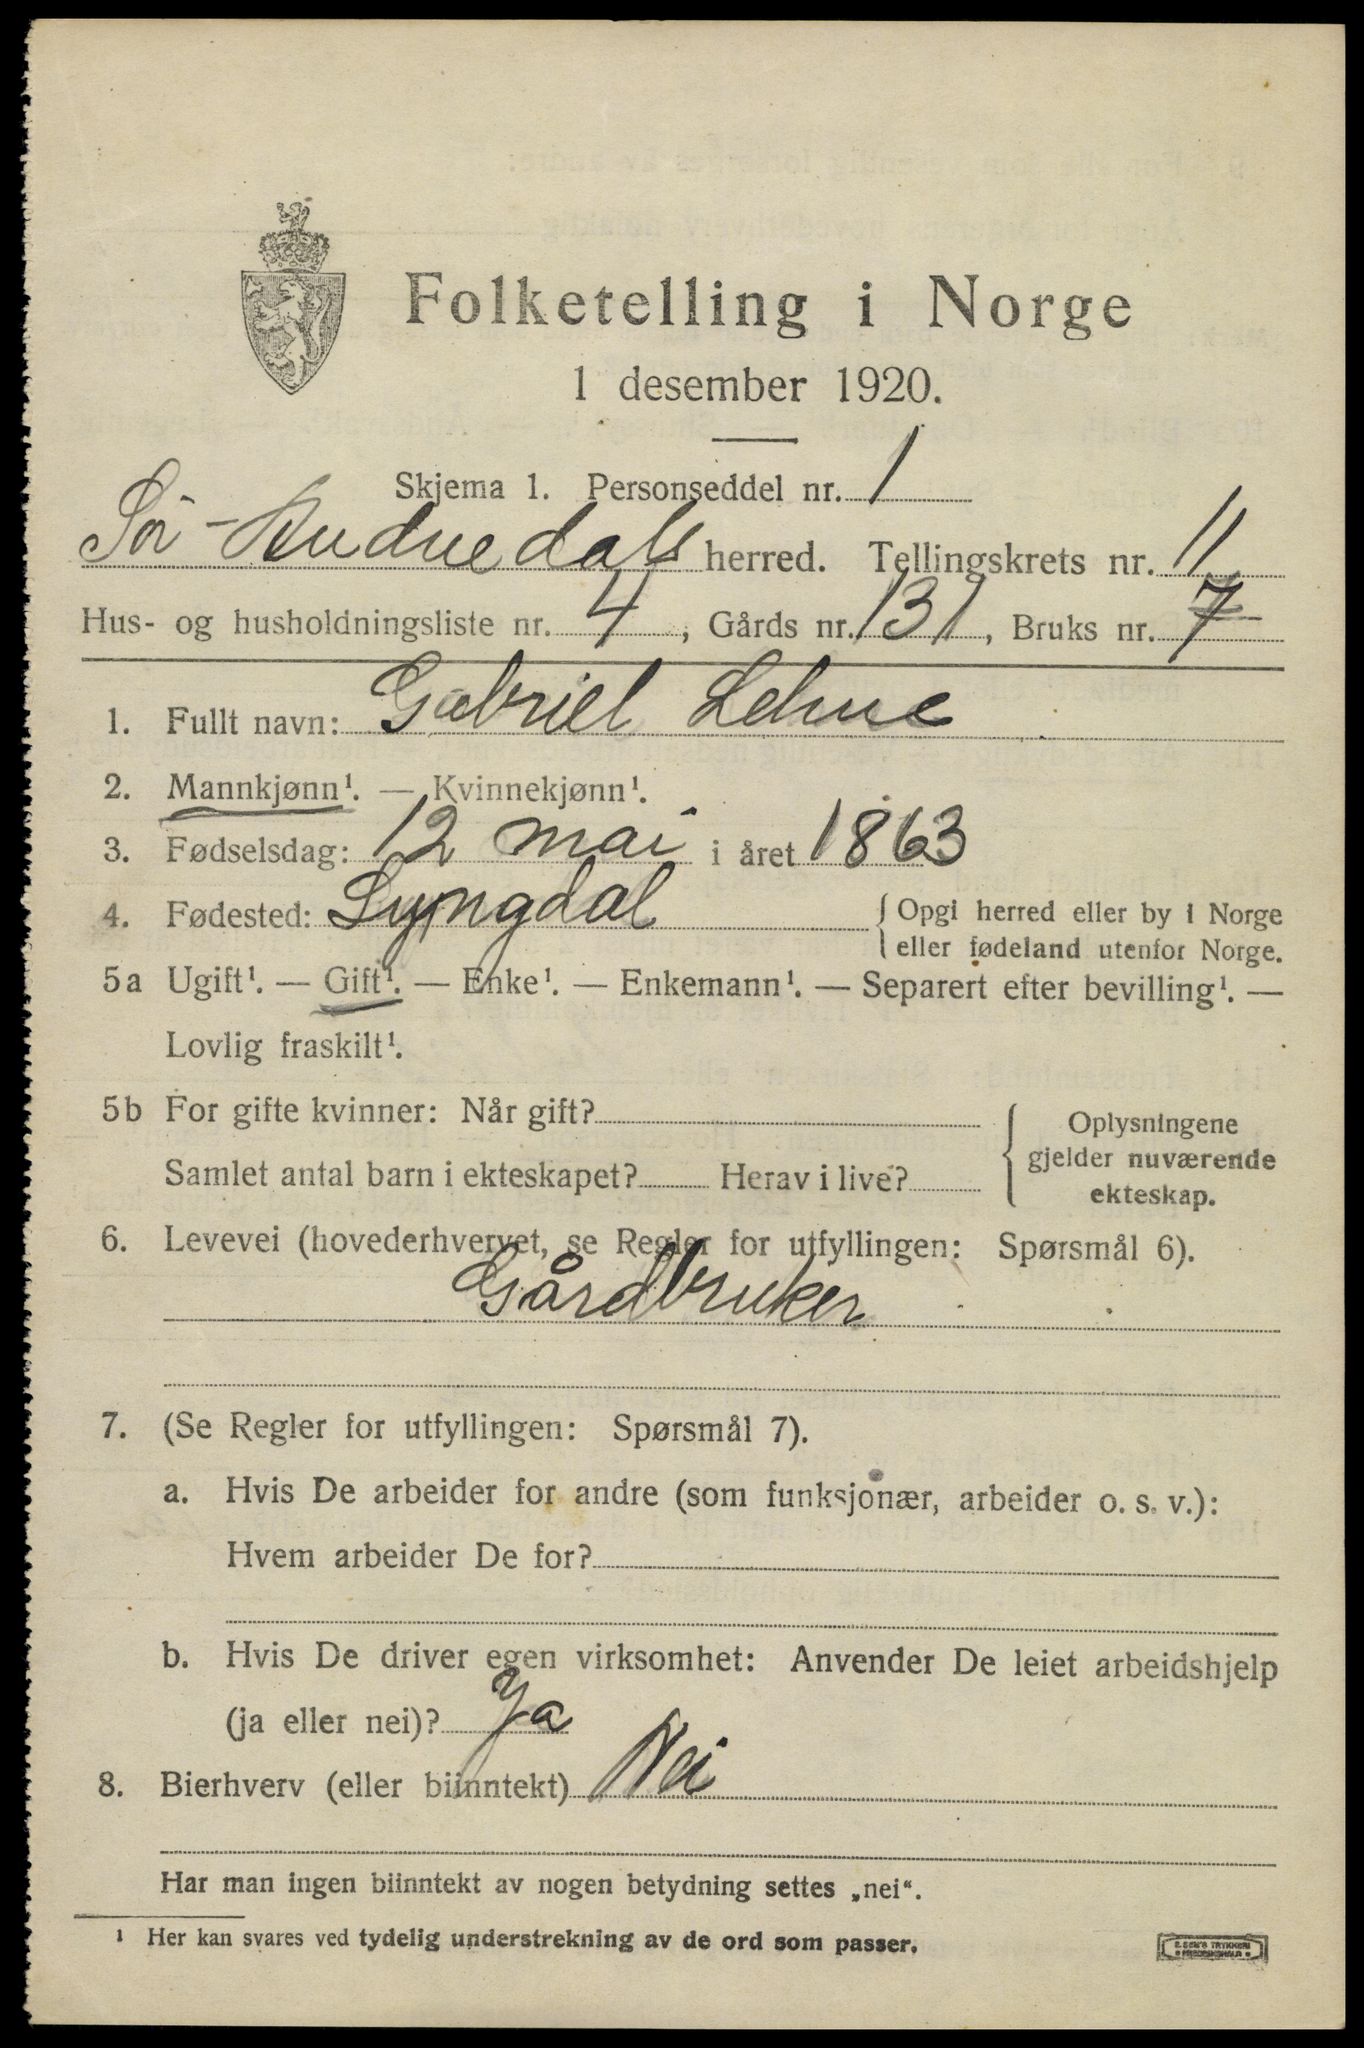 Folketelling i Norge
1 desember 1920.
Skjema 1. Personseddel nr. 1
Sör-Audnedals herred. Tellingskrets nr. 11
Hus- og husholdningsliste nr. 4, Gårds nr. 131, Bruks nr. 7
1. Fullt navn: Gabriel Lehne
2. Mannkjønn¹. — Kvinnekjønn¹.
3. Fødselsdag: 12 mai i året 1863
4. Fødested: Lyngdal { Opgi herred eller by i Norge
eller fødeland utenfor Norge.
5a Ugift¹. — Gift¹. — Enke¹. — Enkemann¹. — Separert efter bevilling¹. —
Lovlig fraskilt¹.
5b For gifte kvinner: Når gift?
Samlet antal barn i ekteskapet? Herav i live?
{ Oplysningene
gjelder nuværende
ekteskap.
6. Levevei (hovederhvervet, se Regler for utfyllingen: Spørsmål 6).
Gårdbruker
7. (Se Regler for utfyllingen: Spørsmål 7).
a. Hvis De arbeider for andre (som funksjonær, arbeider o. s. v.):
Hvem arbeider De for?
b. Hvis De driver egen virksomhet: Anvender De leiet arbeidshjelp
(ja eller nei)? Ja
8. Bierhverv (eller biinntekt) Nei
Har man ingen biinntekt av nogen betydning settes „nei“.
¹ Her kan svares ved tydelig understrekning av de ord som passer.